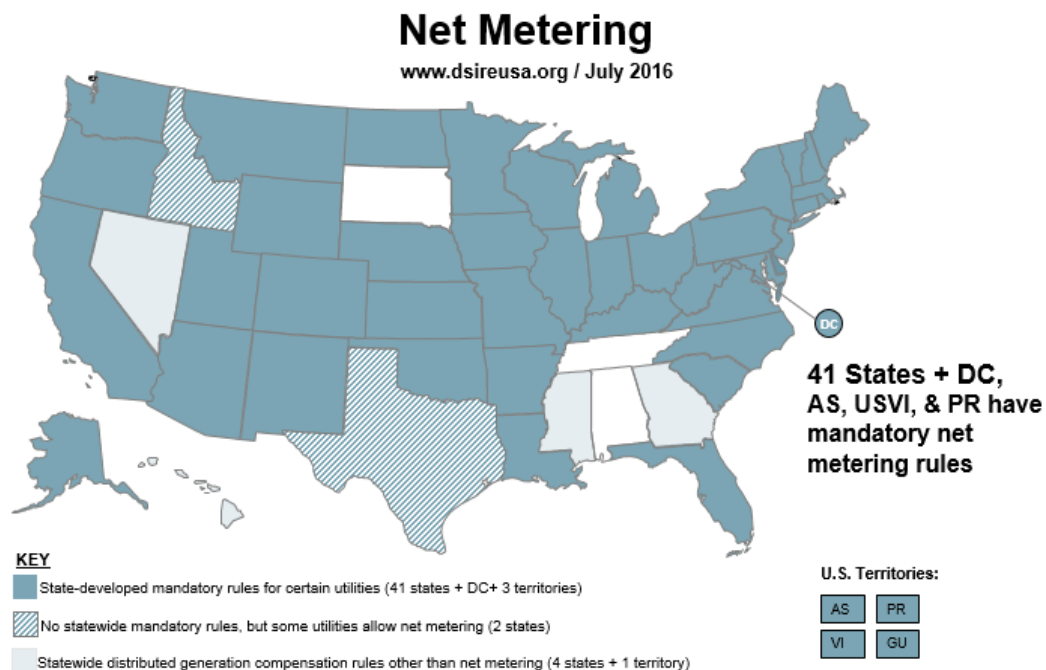 Net Metering
www.dsireusa.org / July 2016
DC
41 States + DC,
AS, USVI, & PR have
mandatory net
metering rules
KEY
State-developed mandatory rules for certain utilities (41 states + DC+ 3 territories)
No statewide mandatory rules, but some utilities allow net metering (2 states)
Statewide distributed generation compensation rules other than net metering (4 states + 1 territory)
U.S. Territories:
AS PR
VI GU